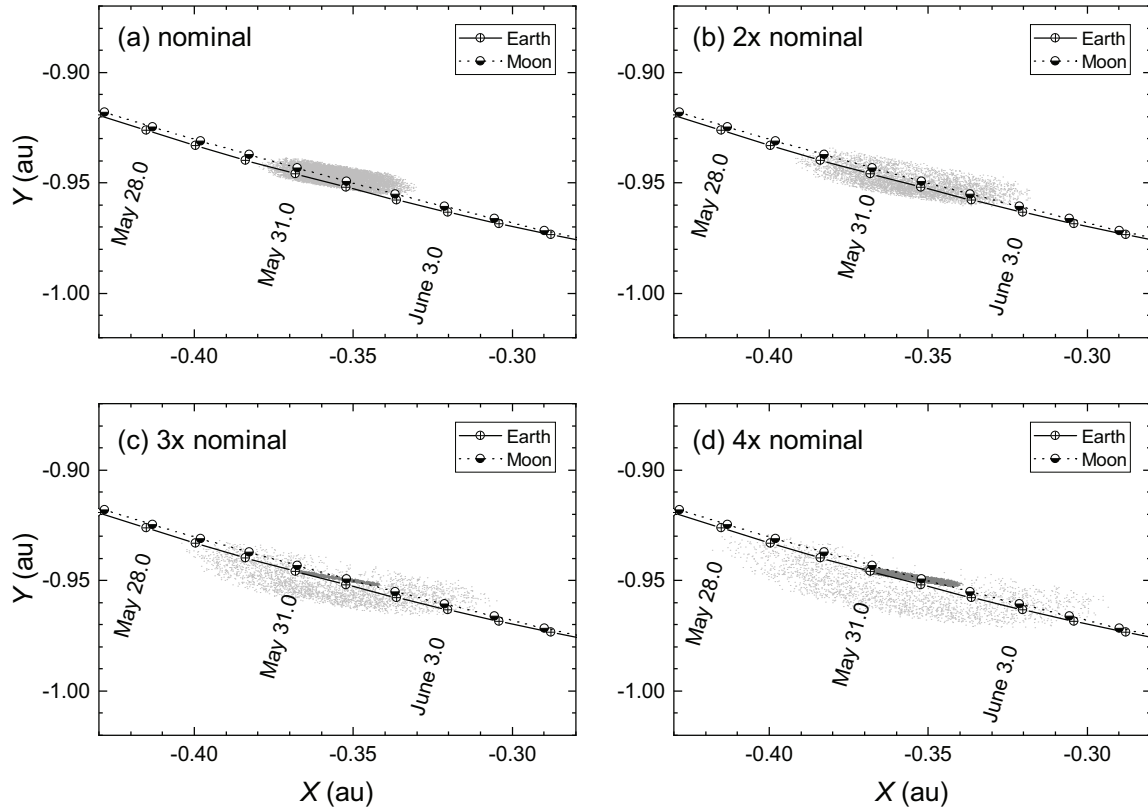 (a) nominal
Earth
Moon
-0.90
-0.95
-1.00
Y (au)
May 28.0
May 31.0
June 3.0
-0.40
-0.35
-0.30
(b) 2x nominal
Earth
Moon
-0.90
-0.95
-1.00
May 28.0
May 31.0
June 3.0
-0.40
-0.35
-0.30
(c) 3x nominal
Earth
Moon
-0.90
-0.95
-1.00
Y (au)
May 28.0
May 31.0
June 3.0
-0.40
-0.35
-0.30
X (au)
(d) 4x nominal
Earth
Moon
-0.90
-0.95
-1.00
May 28.0
May 31.0
June 3.0
-0.40
-0.35
-0.30
X (au)